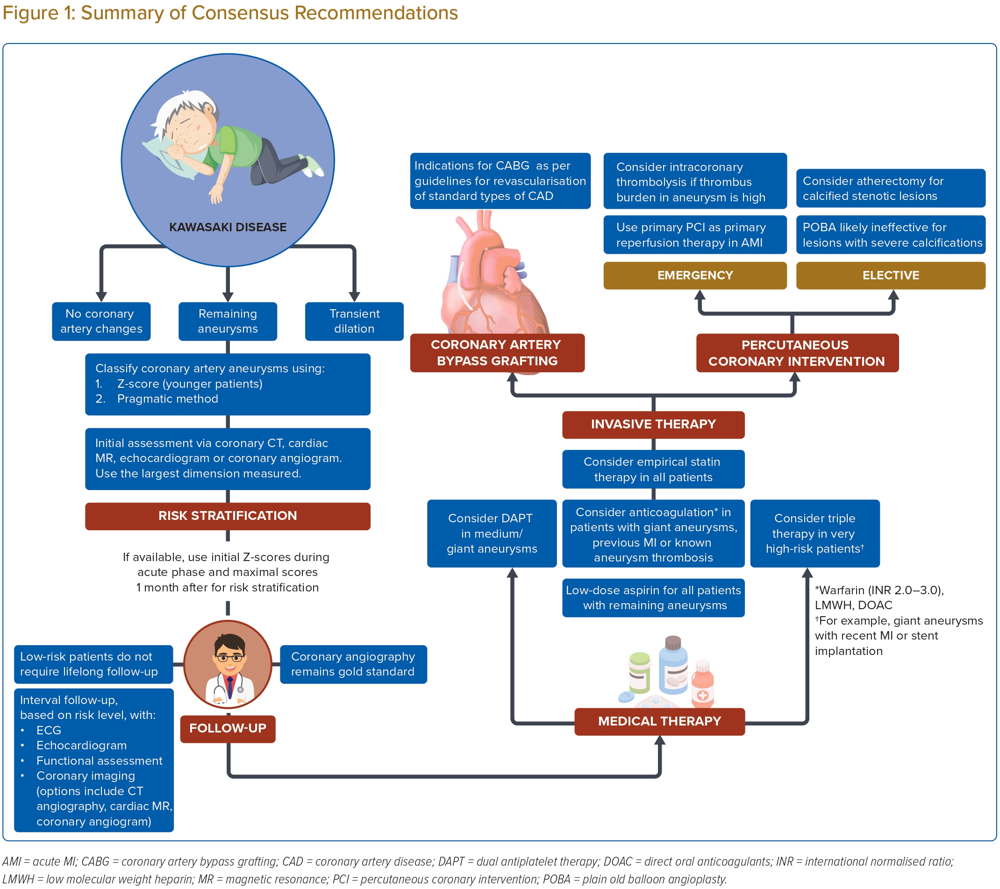 Figure 1: Summary of Consensus Recommendations
KAWASAKI DISEASE
No coronary
artery changes
Remaining
aneurysms
Transient
dilation
Classify coronary artery aneurysms using:
1. Z-score (younger patients)
2. Pragmatic method
Initial assessment via coronary CT, cardiac
MR, echocardiogram or coronary angiogram.
Use the largest dimension measured.
RISK STRATIFICATION
If available, use initial Z-scores during
acute phase and maximal scores
1 month after for risk stratification
Low-risk patients do not
require lifelong follow-up
Coronary angiography
remains gold standard
Interval follow-up,
based on risk level, with:
• ECG
• Echocardiogram
• Functional assessment
• Coronary imaging
(options include CT
angiography, cardiac MR,
coronary angiogram)
FOLLOW-UP
Indications for CABG as per
guidelines for revascularisation
of standard types of CAD
Consider intracoronary
thrombolysis if thrombus
burden in aneurysm is high
Consider atherectomy for
calcified stenotic lesions
Use primary PCI as primary
reperfusion therapy in AMI
POBA likely ineffective for
lesions with severe calcifications
EMERGENCY
ELECTIVE
CORONARY ARTERY
BYPASS GRAFTING
PERCUTANEOUS
CORONARY INTERVENTION
INVASIVE THERAPY
Consider empirical statin
therapy in all patients
Consider DAPT
in medium/
giant aneurysms
Consider anticoagulation* in
patients with giant aneurysms,
previous MI or known
aneurysm thrombosis
Consider triple
therapy in very
high-risk patients†
Low-dose aspirin for all patients
with remaining aneurysms
*Warfarin (INR 2.0–3.0),
LMWH, DOAC
†For example, giant aneurysms
with recent MI or stent
implantation
MEDICAL THERAPY
AMI = acute MI; CABG = coronary artery bypass grafting; CAD = coronary artery disease; DAPT = dual antiplatelet therapy; DOAC = direct oral anticoagulants; INR = international normalised ratio;
LMWH = low molecular weight heparin; MR = magnetic resonance; PCI = percutaneous coronary intervention; POBA = plain old balloon angioplasty.